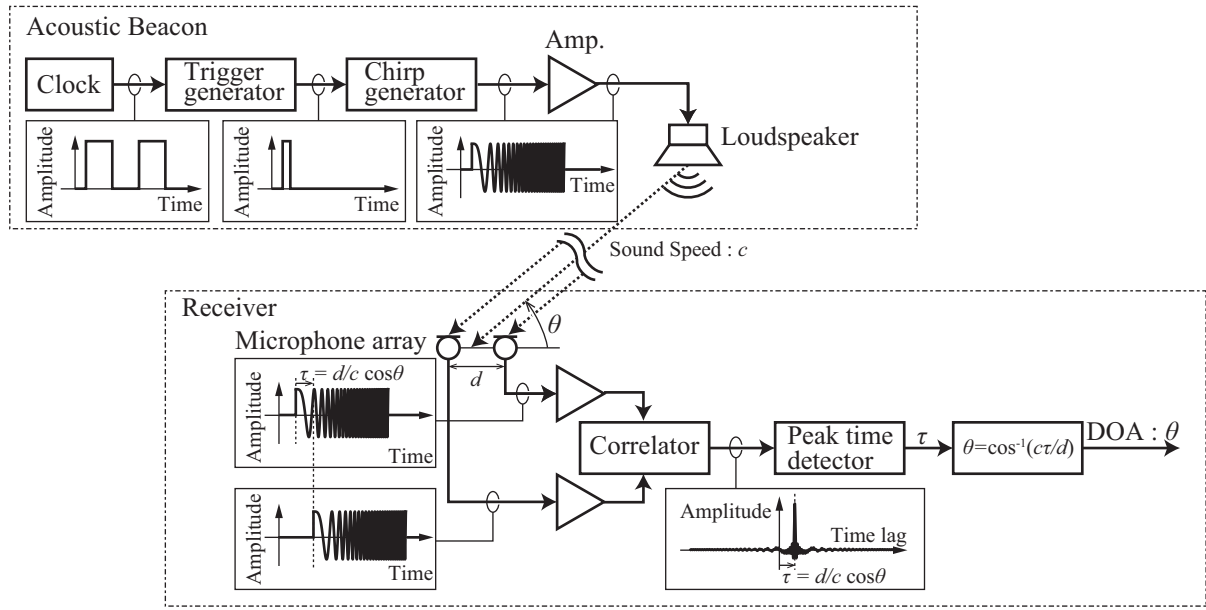 Acoustic Beacon
Amp.
Clock
Trigger
generator
Chirp
generator
Loudspeaker
Amplitude
Time
Amplitude
Time
Amplitude
Time
Sound Speed : c
Receiver
Microphone array
θ
d
τ = d/c cosθ
Amplitude
Time
Amplitude
Time
Correlator
Peak time
detector
τ
θ=cos⁻¹(cτ/d)
DOA : θ
Amplitude
Time lag
τ = d/c cosθ